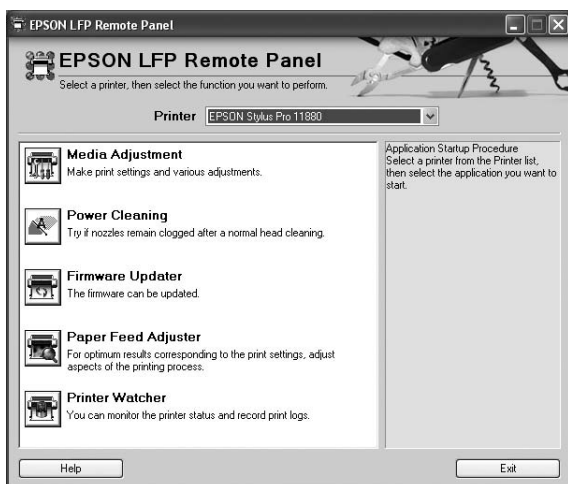 EPSON LFP Remote Panel
EPSON LFP Remote Panel
Select a printer, then select the function you want to perform.
Printer EPSON Stylus Pro 11880
Media Adjustment
Make print settings and various adjustments.
Power Cleaning
Try if nozzles remain clogged after a normal head cleaning.
Firmware Updater
The firmware can be updated.
Paper Feed Adjuster
For optimum results corresponding to the print settings, adjust
aspects of the printing process.
Printer Watcher
You can monitor the printer status and record print logs.
Application Startup Procedure
Select a printer from the Printer list,
then select the application you want to
start.
Help
Exit